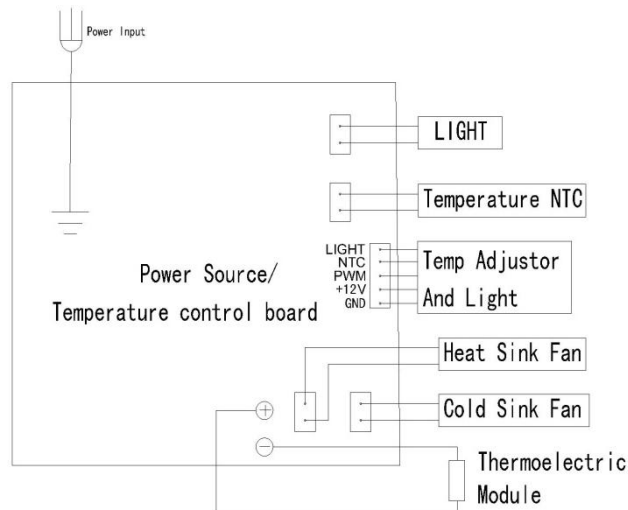 Power Input
LIGHT
Temperature NTC
LIGHT
NTC
PWM
+12V
GND
Temp Adjustor
And Light
Power Source/
Temperature control board
Heat Sink Fan
Cold Sink Fan
Thermoelectric
Module